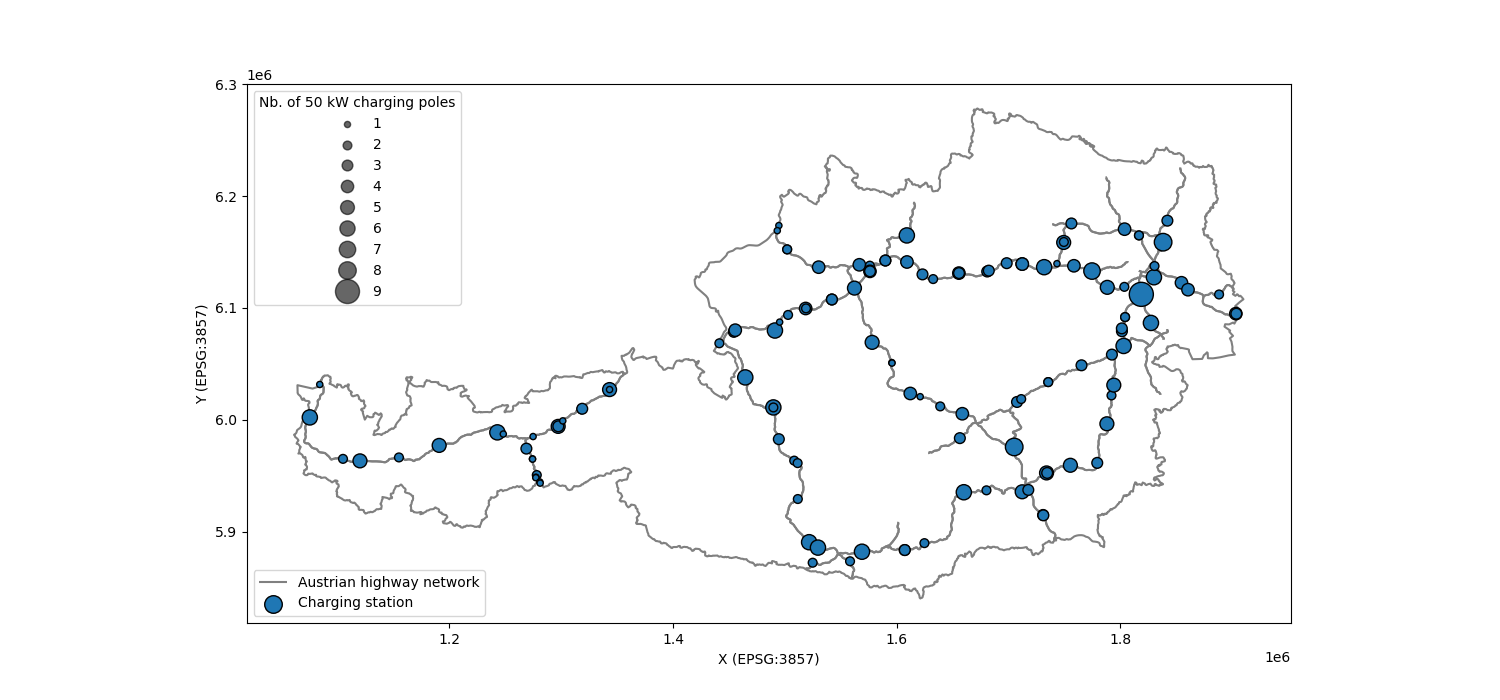 1e6
6.3
Nb. of 50 kW charging poles
1
2
3
4
5
6
7
8
9
6.2
6.1
6.0
5.9
Y (EPSG:3857)
Austrian highway network
Charging station
1.2
1.4
1.6
1.8
X (EPSG:3857)
1e6